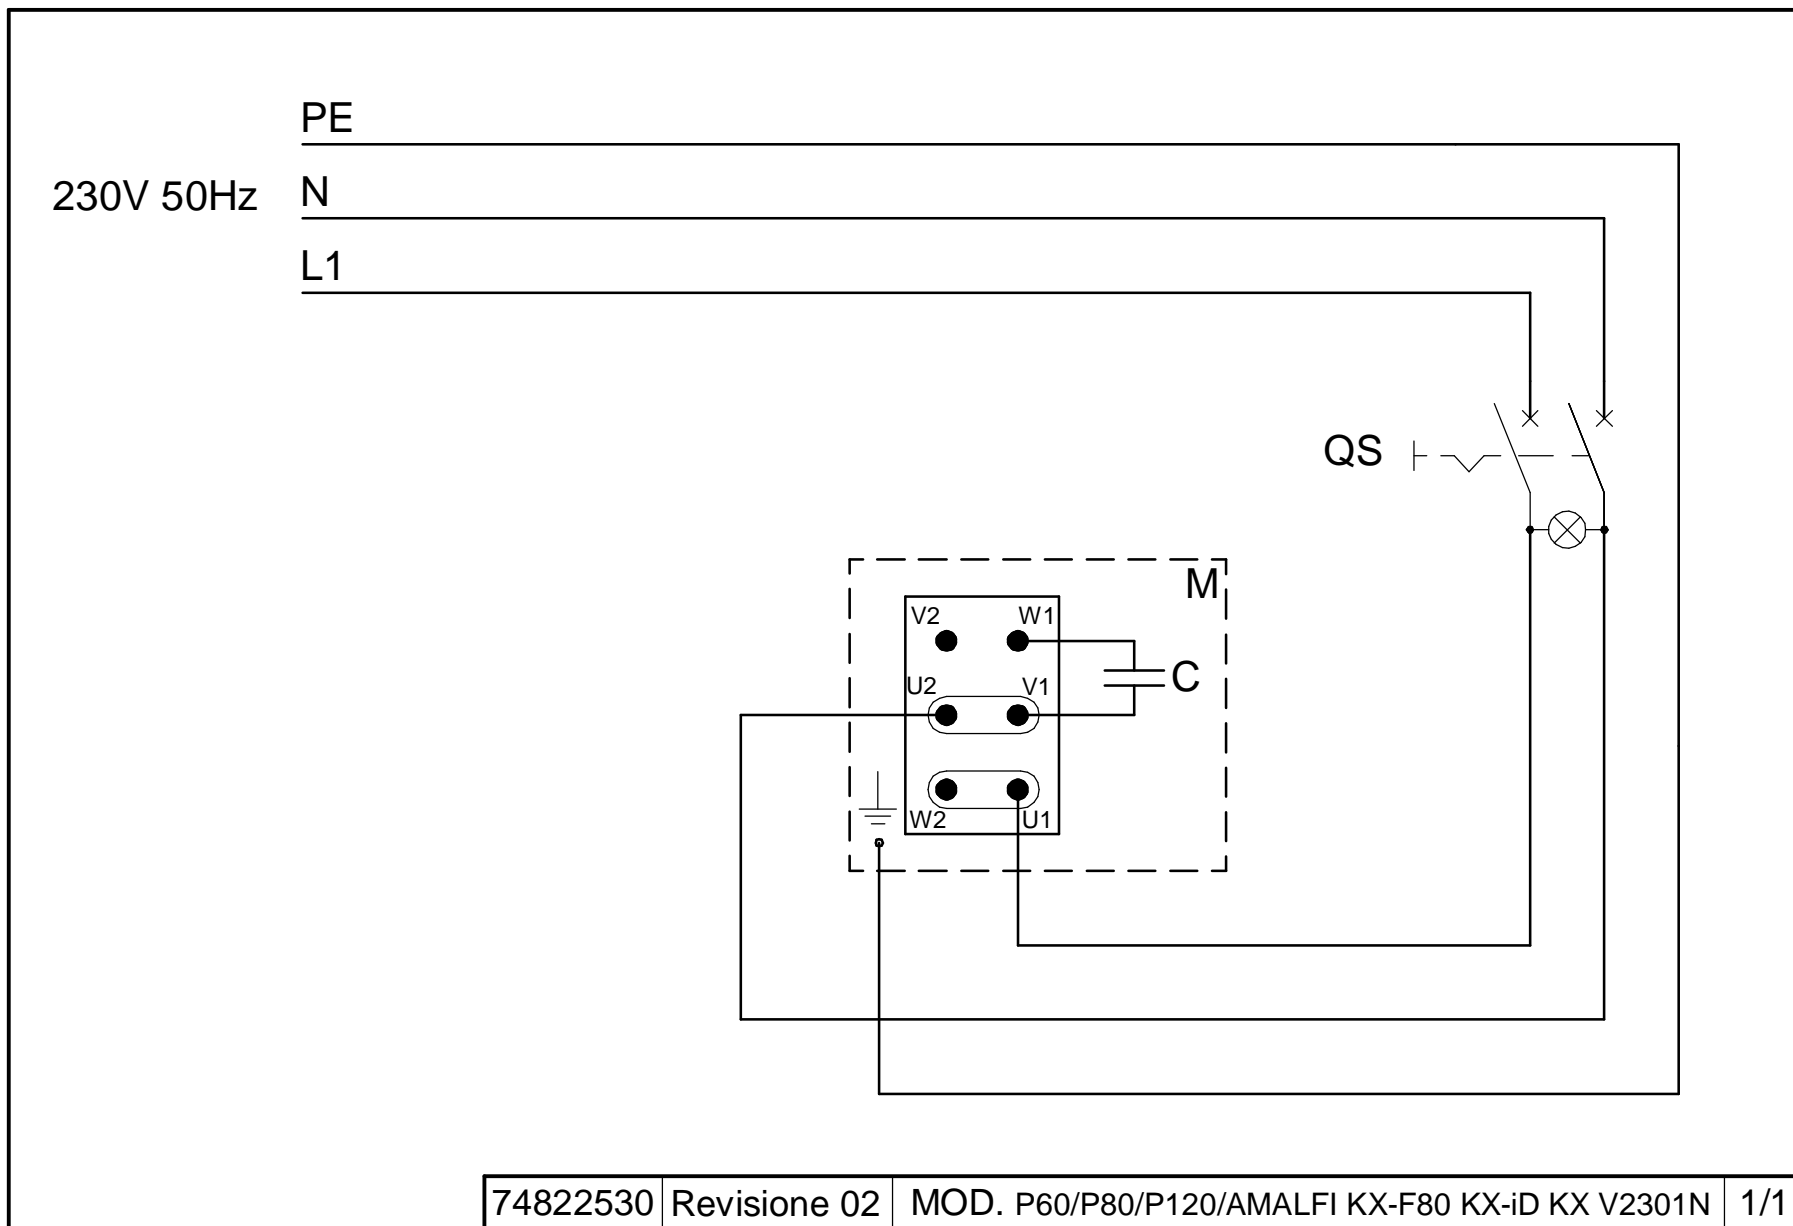 PE
230V 50Hz N
L1
QS
M
V2 W1
C
U2 V1
W2 U1
74822530 Revisione 02 MOD. P60/P80/P120/AMALFI KX-F80 KX-iD KX V2301N 1/1